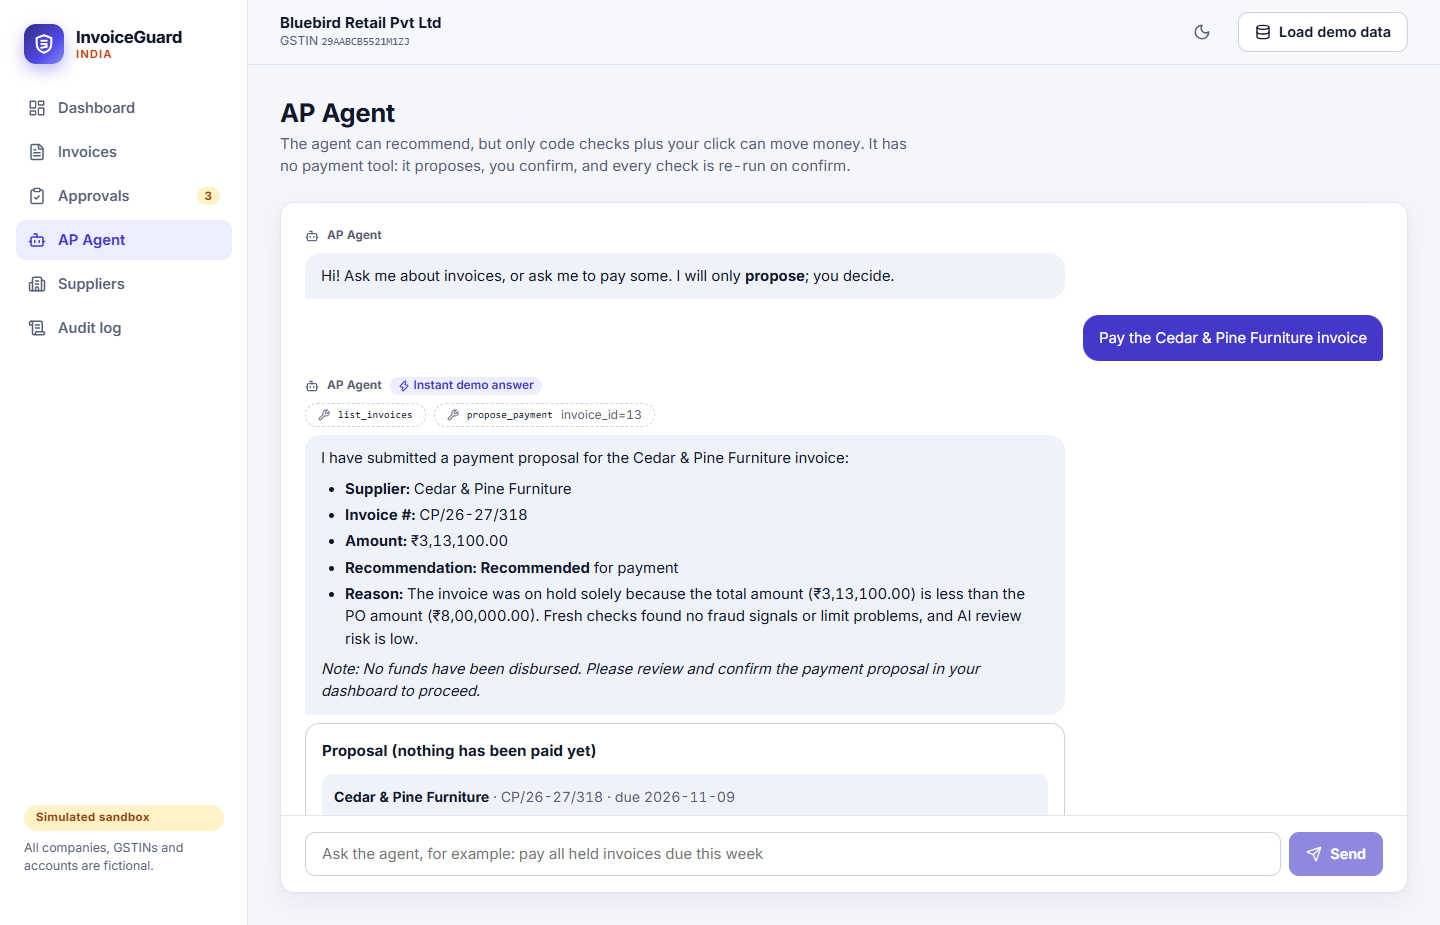 InvoiceGuard
INDIA
Dashboard
Invoices
Approvals 3
AP Agent
Suppliers
Audit log
Simulated sandbox
All companies, GSTINs and
accounts are fictional.
Bluebird Retail Pvt Ltd
GSTIN 29AABCB5521M1ZJ
Load demo data
AP Agent
The agent can recommend, but only code checks plus your click can move money. It has
no payment tool: it proposes, you confirm, and every check is re-run on confirm.
AP Agent
Hi! Ask me about invoices, or ask me to pay some. I will only propose; you decide.
Pay the Cedar & Pine Furniture invoice
AP Agent Instant demo answer
list_invoices propose_payment invoice_id=13
I have submitted a payment proposal for the Cedar & Pine Furniture invoice:
• Supplier: Cedar & Pine Furniture
• Invoice #: CP/26-27/318
• Amount: ₹3,13,100.00
• Recommendation: Recommended for payment
• Reason: The invoice was on hold solely because the total amount (₹3,13,100.00) is less than the
PO amount (₹8,00,000.00). Fresh checks found no fraud signals or limit problems, and AI review
risk is low.
Note: No funds have been disbursed. Please review and confirm the payment proposal in your
dashboard to proceed.
Proposal (nothing has been paid yet)
Cedar & Pine Furniture · CP/26-27/318 · due 2026-11-09
Ask the agent, for example: pay all held invoices due this week
Send